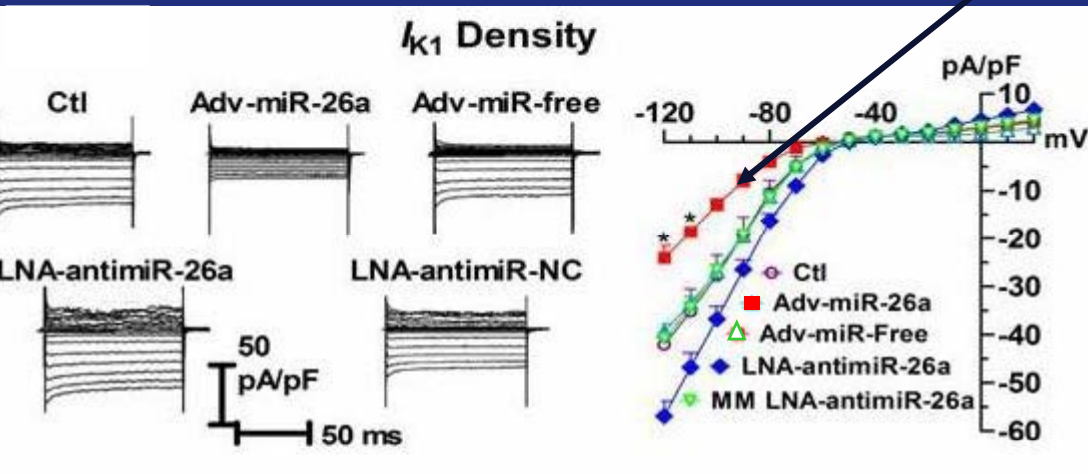 IK1 Density
Ctl
Adv-miR-26a
Adv-miR-free
LNA-antimiR-26a
LNA-antimiR-NC
50
pA/pF
50 ms
pA/pF
10
-120
-80
-40
mV
-10
-20
-30
-40
-50
-60
*
*
Ctl
Adv-miR-26a
Adv-miR-Free
LNA-antimiR-26a
MM LNA-antimiR-26a